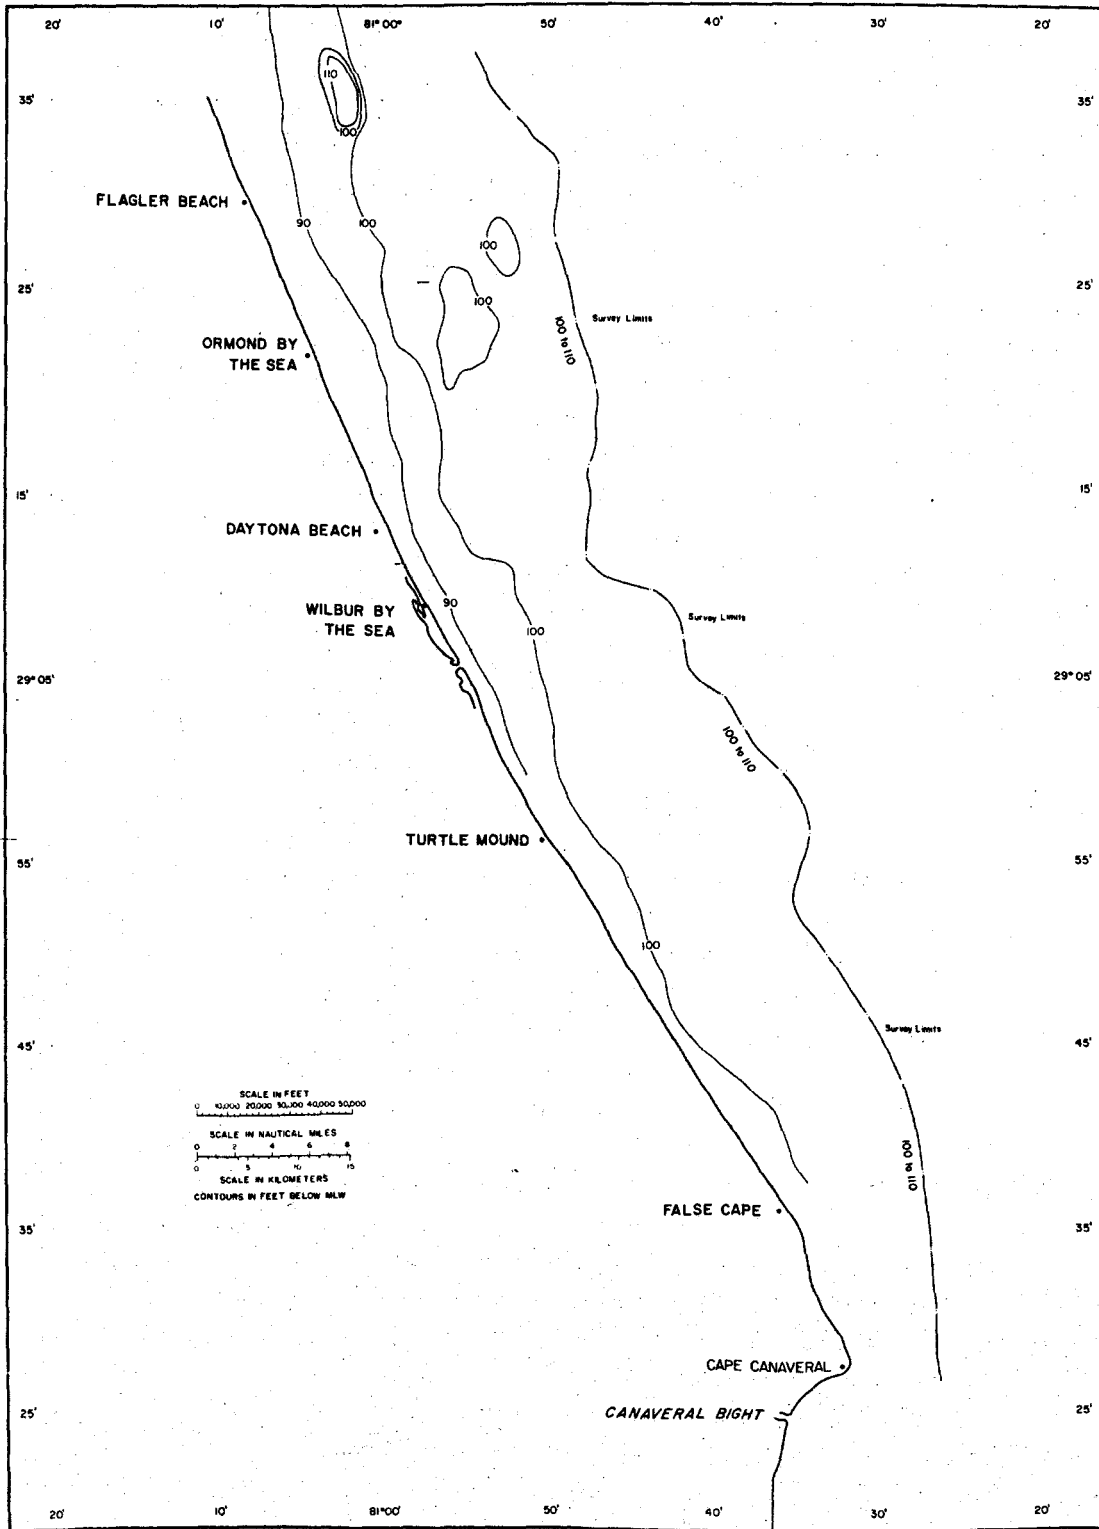 20'
10'
81°00'
50'
40'
30'
20'
110
35'
35'
100
FLAGLER BEACH
90
100
100
25'
25'
100
Survey Limits
100 to 110
ORMOND BY
THE SEA
15'
15'
DAYTONA BEACH
90
WILBUR BY
THE SEA
Survey Limits
100
29°05'
29°05'
100 to 110
TURTLE MOUND
55'
55'
100
Survey Limits
45'
45'
SCALE IN FEET
0 10,000 20,000 30,000 40,000 50,000
SCALE IN NAUTICAL MILES
0 2 4 6 8
0 5 10 15
SCALE IN KILOMETERS
CONTOURS IN FEET BELOW MLW
100 to 110
FALSE CAPE
35'
35'
CAPE CANAVERAL
CANAVERAL BIGHT
25'
25'
20'
10'
81°00'
50'
40'
30'
20'